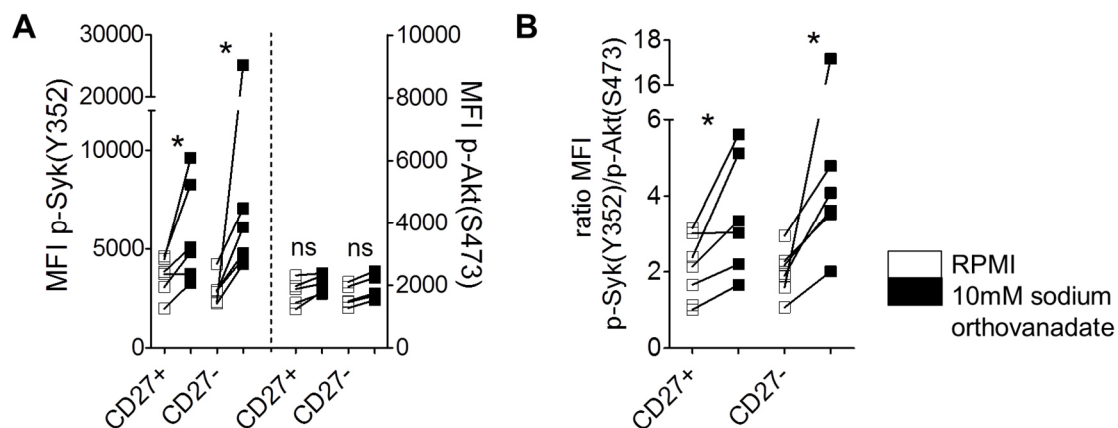 A
MFI p-Syk(Y352)
30000
20000
10000
5000
0
*
*
ns
ns
10000
8000
6000
4000
2000
0
MFI p-Akt(S473)
CD27+
CD27-
CD27+
CD27-
B
ratio MFI
p-Syk(Y352)/p-Akt(S473)
18
16
6
4
2
0
*
*
CD27+
CD27-
RPMI
10mM sodium
orthovanadate